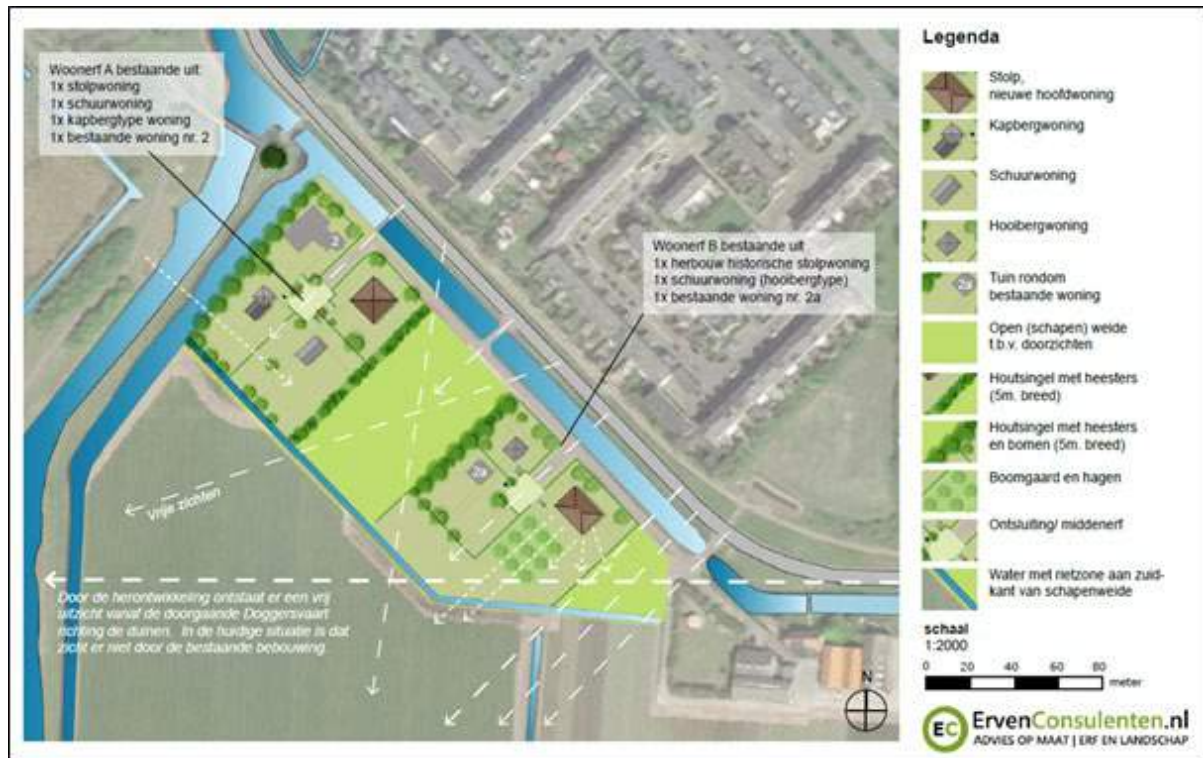 Woonerf A bestaande uit
1x stolpwoning
1x schuurwoning
1x kapbergtype woning
1x bestaande woning nr. 2
2
Woonerf B bestaande uit
1x herbouw historische stolpwoning
1x schuurwoning (hooibergtype)
1x bestaande woning nr. 2a
2a
Vrije zichten
Door de herontwikkeling ontstaat er een vrij
uitzicht vanaf de doorgaande Doggersvaart
richting de duinen. In de huidige situatie is dat
zicht er niet door de bestaande bebouwing
N
Legenda
Stolp,
nieuwe hoofdwoning
Kapbergwoning
Schuurwoning
Hooibergwoning
Tuin rondom
bestaande woning
Open (schapen) weide
t.b.v. doorzichten
Houtsingel met heesters
(5m. breed)
Houtsingel met heesters
en bomen (5m. breed)
Boomgaard en hagen
Ontsluiting/ middenerf
Water met rietzone aan zuid-
kant van schapenweide
schaal
1:2000
0 20 40 60 80
meter
EC
ErvenConsulenten.nl
ADVIES OP MAAT | ERF EN LANDSCHAP